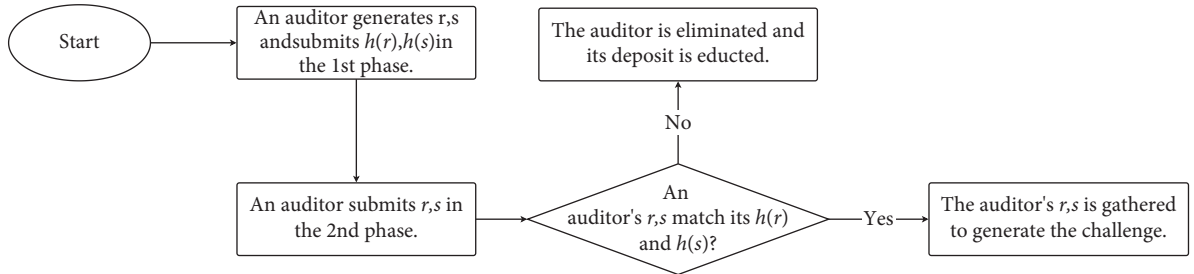 Start
An auditor generates r,s
andsubmits h(r),h(s)in
the 1st phase.
The auditor is eliminated and
its deposit is educted.
No
An auditor submits r,s in
the 2nd phase.
An
auditor's r,s match its h(r)
and h(s)?
Yes
The auditor's r,s is gathered
to generate the challenge.